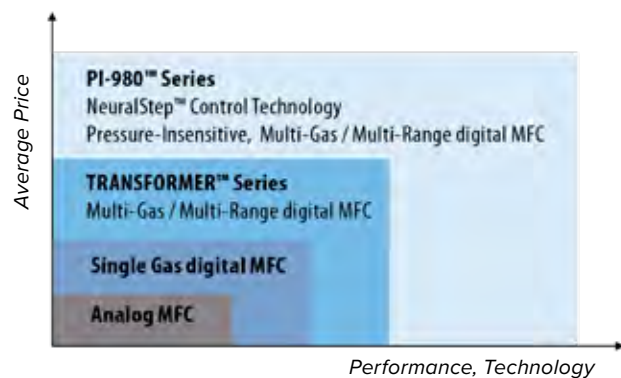 Average Price
PI-980™ Series
NeuralStep™ Control Technology
Pressure-Insensitive, Multi-Gas / Multi-Range digital MFC
TRANSFORMER™ Series
Multi-Gas / Multi-Range digital MFC
Single Gas digital MFC
Analog MFC
Performance, Technology